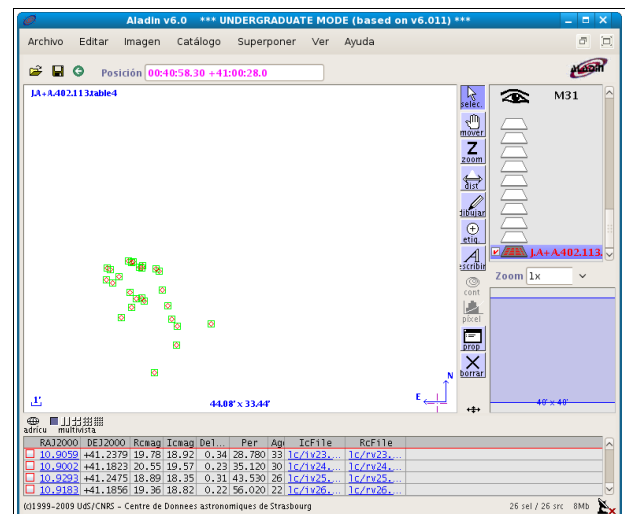 Aladin v6.0 *** UNDERGRADUATE MODE (based on v6.011) ***
Archivo Editar Imagen Catálogo Superponer Ver Ayuda
Posición 00:40:58.30 +41:00:28.0
Aladin
J.A+A.402.113.table4
selec.
mover
Z
zoom
dist
dibujar
etiq.
A
escribir
cont
pixel
prop
borrar
M31
J.A+A.402.113.
Zoom 1x
40' x 40'
1'
44.08' x 33.44'
N
E
adricu multivista
RAJ2000 DEJ2000 Rcmag Icmag Del... Per Age IcFile RcFile
10.9059 +41.2379 19.78 18.92 0.34 28.780 33 lc/iv23.... lc/rv23....
10.9002 +41.1823 20.55 19.57 0.23 35.120 30 lc/iv24.... lc/rv24....
10.9293 +41.2475 18.89 18.35 0.31 43.530 26 lc/iv25.... lc/rv25....
10.9183 +41.1856 19.36 18.82 0.22 56.020 22 lc/iv26.... lc/rv26....
(c)1999-2009 UdS/CNRS - Centre de Donnees astronomiques de Strasbourg
26 sel / 26 src 8Mb